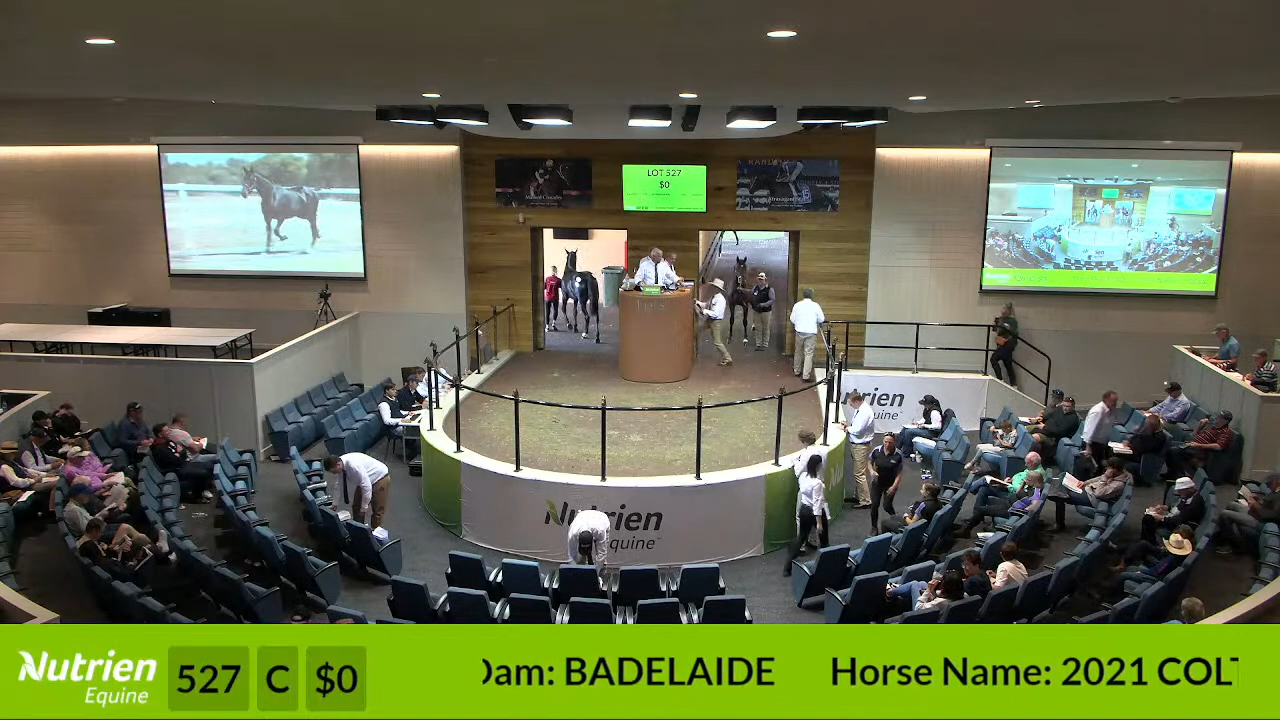 LOT 527
$0
Nutrien
Equine
Nutrien
Equine
Nutrien
Equine
527
C
$0
Dam: BADELAIDE
Horse Name: 2021 COLT